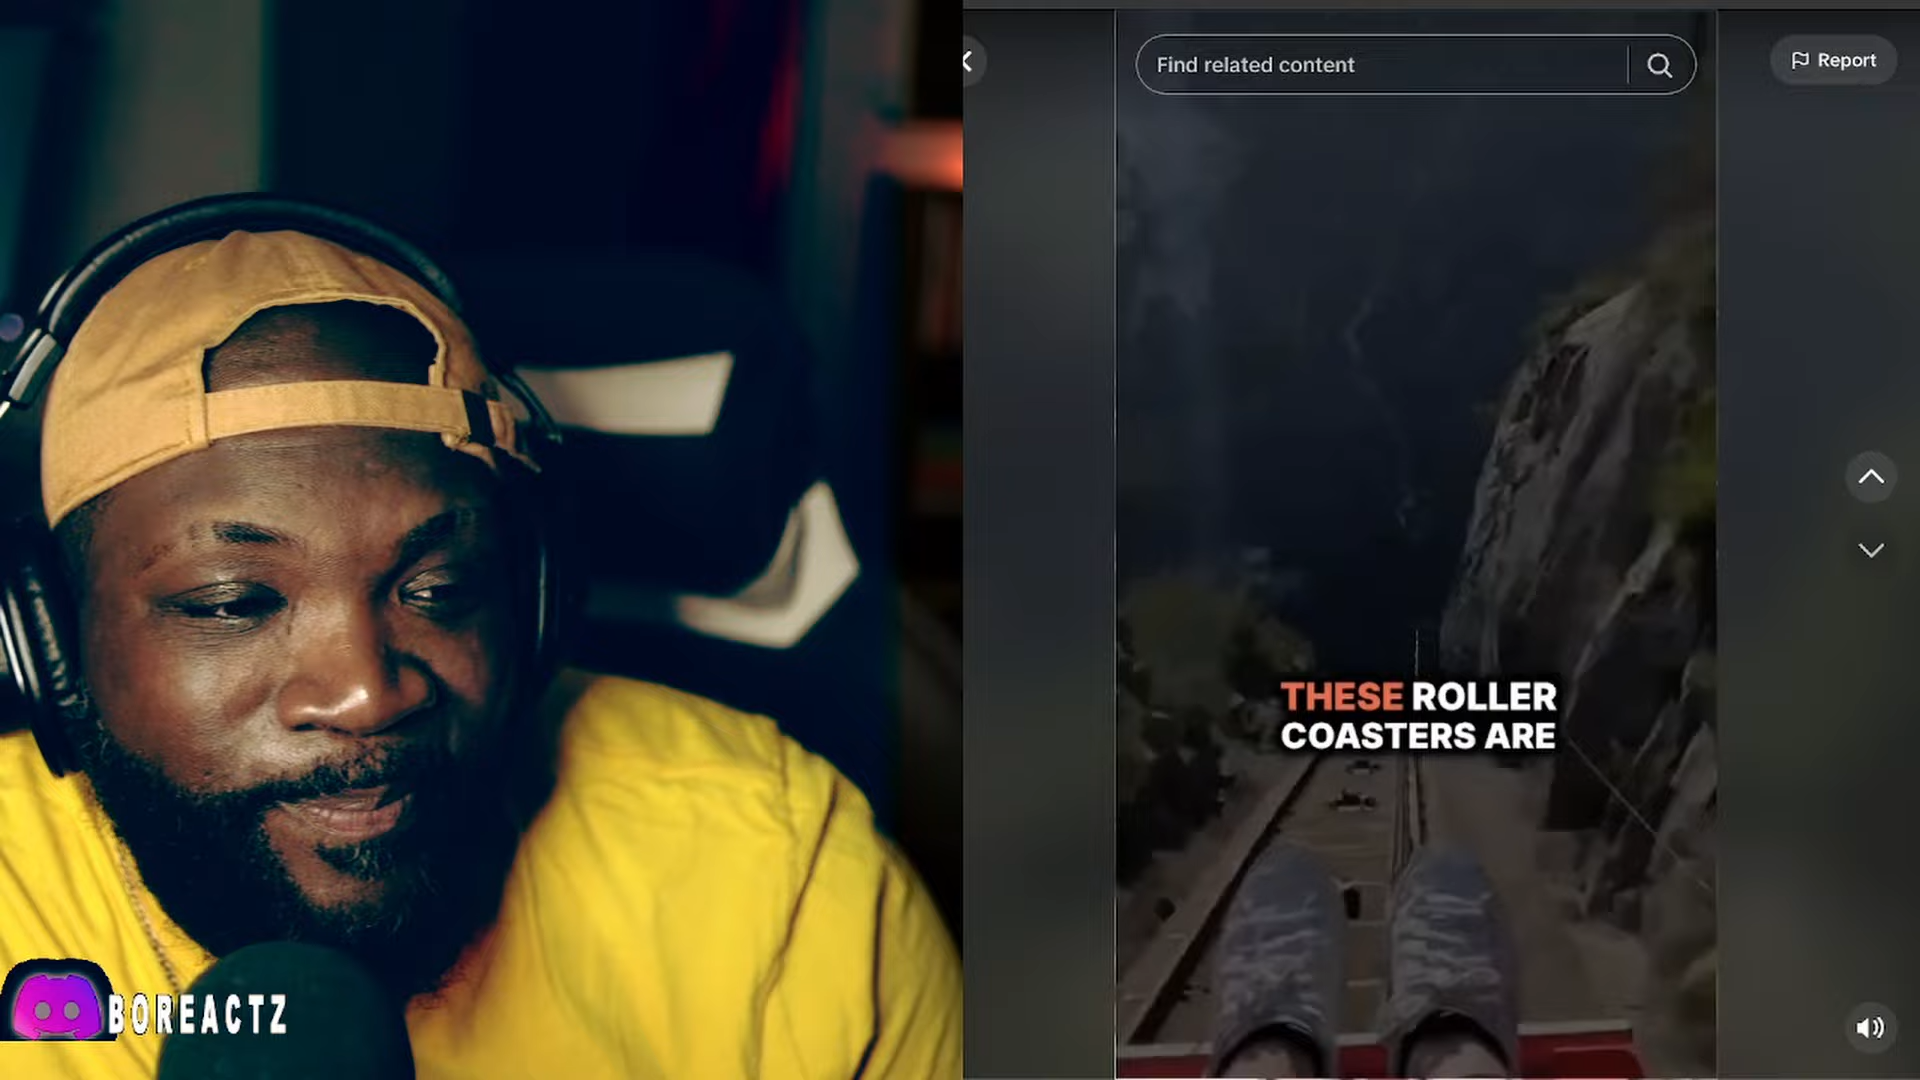 Find related content
Report
THESE ROLLER
COASTERS ARE
BOREACTZ